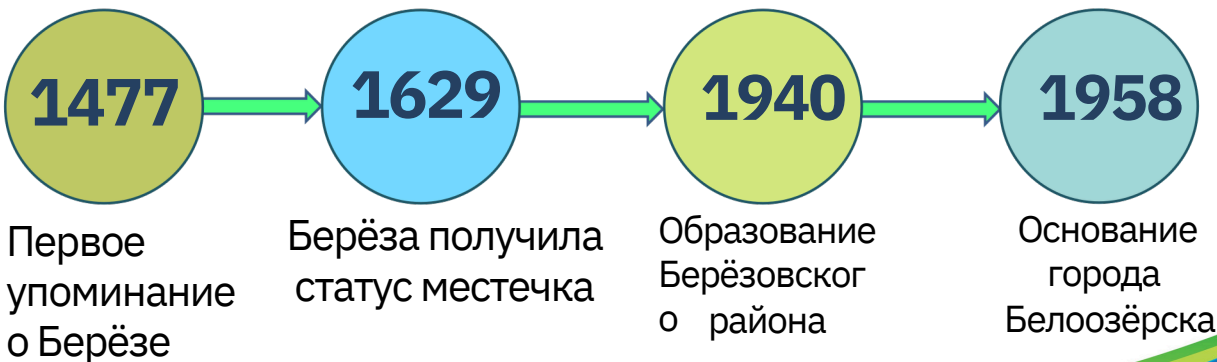 1477
1629
1940
1958
Первое
упоминание
о Берёзе
Берёза получила
статус местечка
Образование
Берёзовског
о района
Основание
города
Белоозёрска